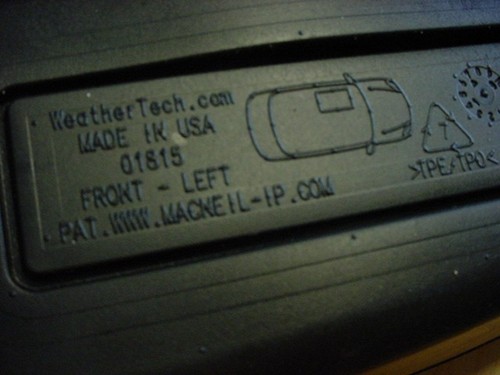 WeatherTech.com
MADE IN USA
01815
FRONT - LEFT
PAT.WWW.MACNEIL-IP.COM
7
>TPE/TPO<